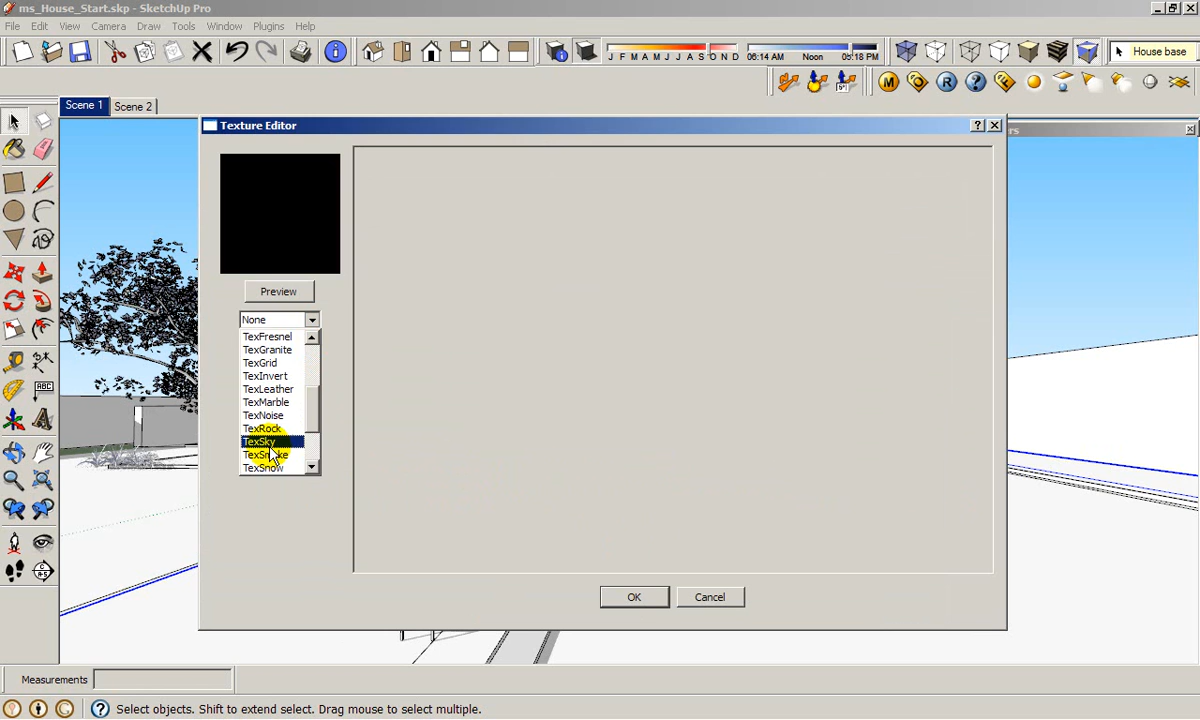 ms_House_Start.skp - SketchUp Pro
File Edit View Camera Draw Tools Window Plugins Help
J F M A M J J A S O N D 06:14 AM Noon 05:18 PM House base
M O R ?
Scene 1 Scene 2
Texture Editor
Preview
None
TexFresnel
TexGranite
TexGrid
TexInvert
TexLeather
TexMarble
TexNoise
TexRock
TexSky
TexSmoke
TexSnow
ABC
OK Cancel
Measurements
Select objects. Shift to extend select. Drag mouse to select multiple.